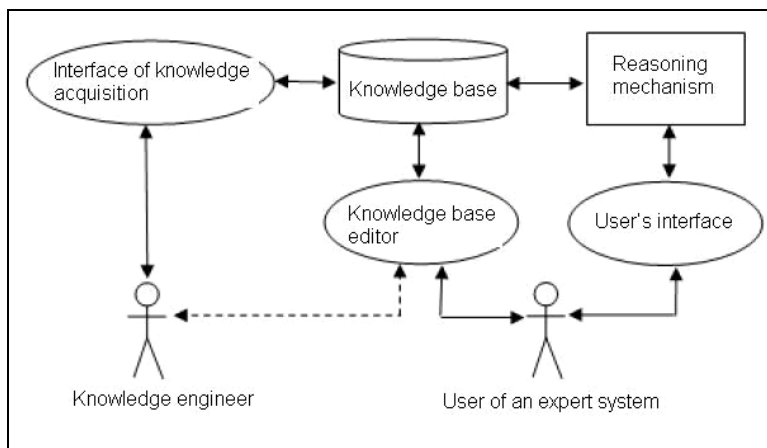 Interface of knowledge
acquisition
Knowledge base
Reasoning
mechanism
Knowledge base
editor
User's interface
Knowledge engineer
User of an expert system